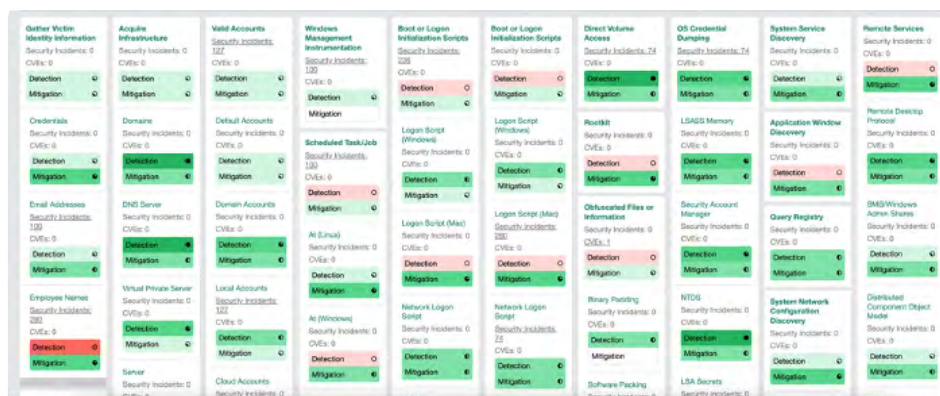 Gather Victim
Identity Information
Security Incidents: 0
CVEs: 0
Detection
Mitigation
Credentials
Security Incidents: 0
CVEs: 0
Detection
Mitigation
Email Addresses
Security Incidents:
100
CVEs: 0
Detection
Mitigation
Employee Names
Security Incidents:
280
CVEs: 0
Detection
Mitigation
Acquire
Infrastructure
Security Incidents: 0
CVEs: 0
Detection
Mitigation
Domains
Security Incidents: 0
CVEs: 0
Detection
Mitigation
DNS Server
Security Incidents: 0
CVEs: 0
Detection
Mitigation
Virtual Private Server
Security Incidents: 0
CVEs: 0
Detection
Mitigation
Server
Security Incidents: 0
Valid Accounts
Security Incidents:
127
CVEs: 0
Detection
Mitigation
Default Accounts
Security Incidents: 0
CVEs: 0
Detection
Mitigation
Domain Accounts
Security Incidents: 0
CVEs: 0
Detection
Mitigation
Local Accounts
Security Incidents:
127
CVEs: 0
Detection
Mitigation
Cloud Accounts
Security Incidents: 0
Windows
Management
Instrumentation
Security Incidents:
100
CVEs: 0
Detection
Mitigation
Scheduled Task/Job
Security Incidents:
100
CVEs: 0
Detection
Mitigation
At (Linux)
Security Incidents: 0
CVEs: 0
Detection
Mitigation
At (Windows)
Security Incidents: 0
CVEs: 0
Detection
Mitigation
Boot or Logon
Initialization Scripts
Security Incidents:
CVEs: 0
Detection
Mitigation
Logon Script
(Windows)
Security Incidents: 0
CVEs: 0
Detection
Mitigation
Logon Script (Mac)
Security Incidents: 0
CVEs: 0
Detection
Mitigation
Network Logon
Script
Security Incidents: 0
CVEs: 0
Detection
Mitigation
Boot or Logon
Initialization Scripts
Security Incidents: 0
CVEs: 0
Detection
Mitigation
Logon Script
(Windows)
Security Incidents: 0
CVEs: 0
Detection
Mitigation
Logon Script (Mac)
Security Incidents:
280
CVEs: 0
Detection
Mitigation
Network Logon
Script
Security Incidents:
74
CVEs: 0
Detection
Mitigation
Direct Volume
Access
Security Incidents: 74
CVEs: 0
Detection
Mitigation
Rootkit
Security Incidents: 0
CVEs: 0
Detection
Mitigation
Obfuscated Files or
Information
Security Incidents: 0
CVEs: 1
Detection
Mitigation
Binary Padding
Security Incidents: 0
CVEs: 0
Detection
Mitigation
Software Packing
Security Incidents: 0
OS Credential
Dumping
Security Incidents: 74
CVEs: 0
Detection
Mitigation
LSASS Memory
Security Incidents: 0
CVEs: 0
Detection
Mitigation
Security Account
Manager
Security Incidents: 0
CVEs: 0
Detection
Mitigation
NTDS
Security Incidents: 0
CVEs: 0
Detection
Mitigation
LSA Secrets
Security Incidents: 0
System Service
Discovery
Security Incidents: 0
CVEs: 0
Detection
Mitigation
Application Window
Discovery
Security Incidents: 0
CVEs: 0
Detection
Mitigation
Query Registry
Security Incidents: 0
CVEs: 0
Detection
Mitigation
System Network
Configuration
Discovery
Security Incidents: 0
CVEs: 0
Detection
Mitigation
Remote Services
Security Incidents: 0
CVEs: 0
Detection
Mitigation
Remote Desktop
Protocol
Security Incidents: 0
CVEs: 0
Detection
Mitigation
SMB/Windows
Admin Shares
Security Incidents: 0
CVEs: 0
Detection
Mitigation
Distributed
Component Object
Model
Security Incidents: 0
CVEs: 0
Detection
Mitigation